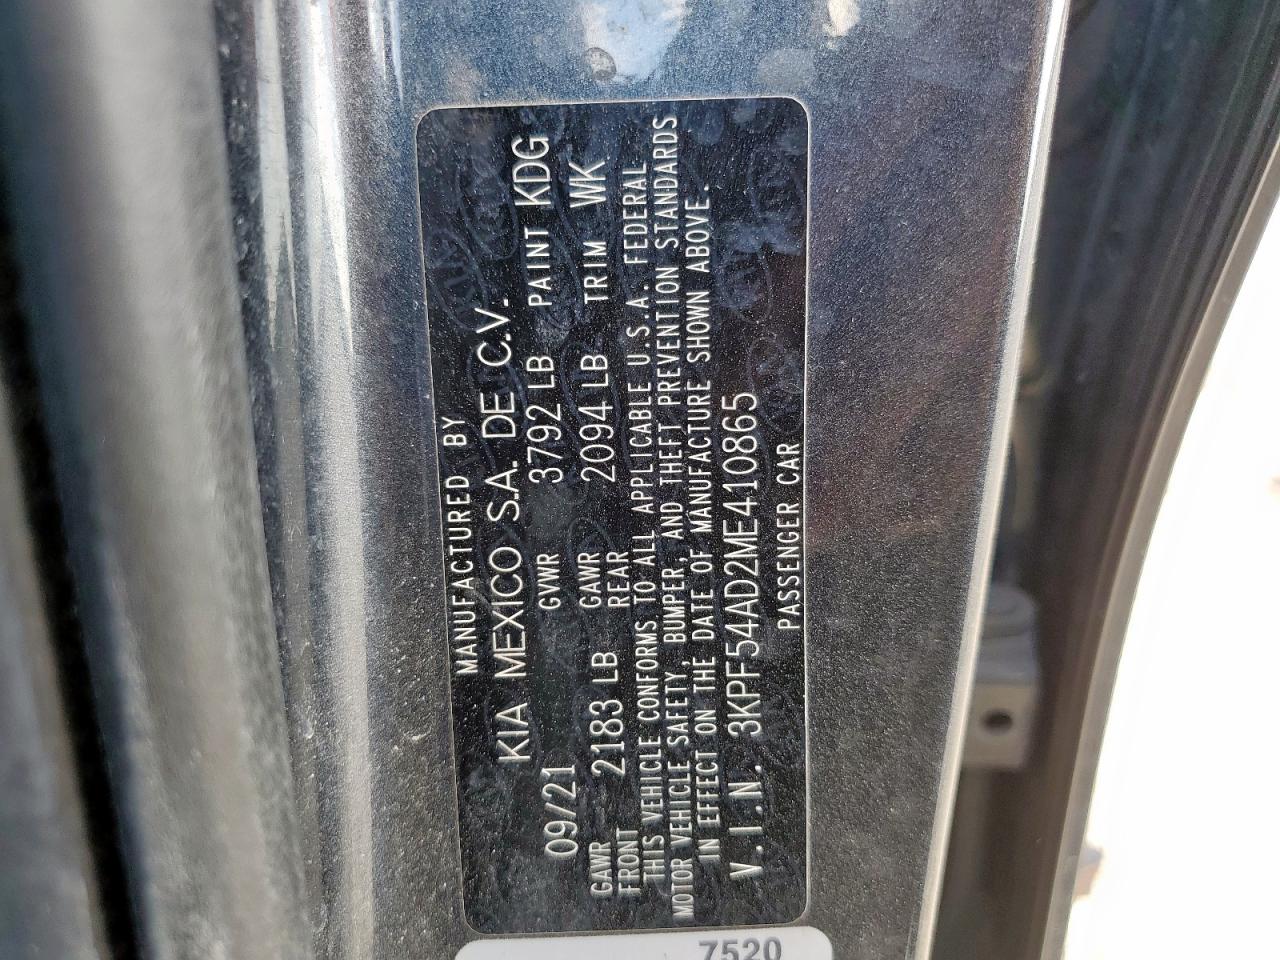 MANUFACTURED BY
KIA MEXICO S.A. DE C.V.
09/21 GVWR 3792 LB PAINT KDG
GAWR FRONT 2183 LB GAWR REAR 2094 LB TRIM WK
THIS VEHICLE CONFORMS TO ALL APPLICABLE U.S.A. FEDERAL
MOTOR VEHICLE SAFETY, BUMPER, AND THEFT PREVENTION STANDARDS
IN EFFECT ON THE DATE OF MANUFACTURE SHOWN ABOVE.
V.I.N. 3KPF54AD2ME410865
PASSENGER CAR
7520